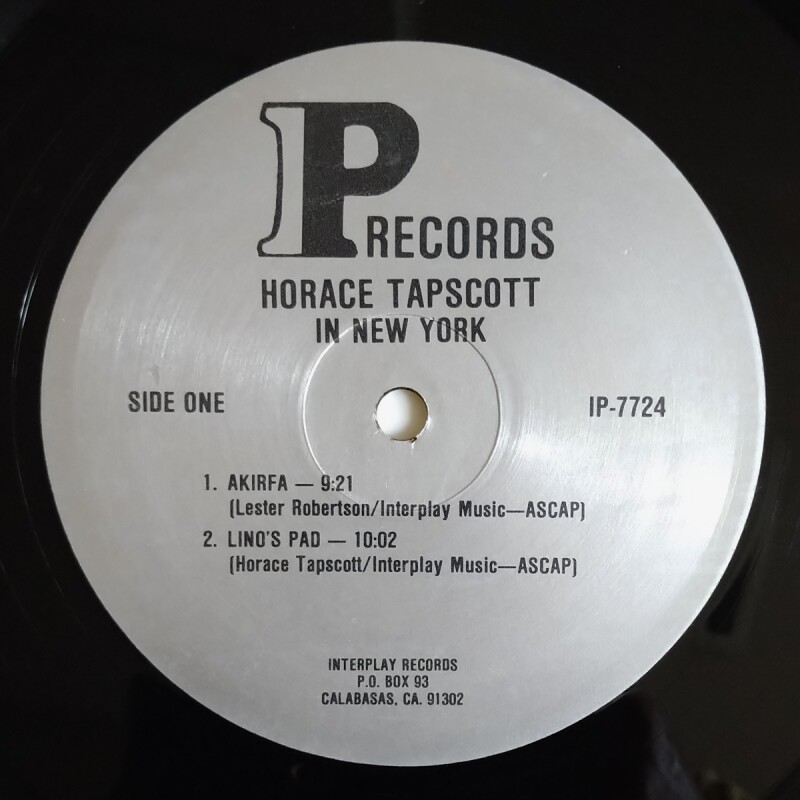 IP RECORDS
HORACE TAPSCOTT
IN NEW YORK
SIDE ONE
IP-7724
1. AKIRFA — 9:21
(Lester Robertson/Interplay Music—ASCAP)
2. LINO'S PAD — 10:02
(Horace Tapscott/Interplay Music—ASCAP)
INTERPLAY RECORDS
P.O. BOX 93
CALABASAS, CA. 91302